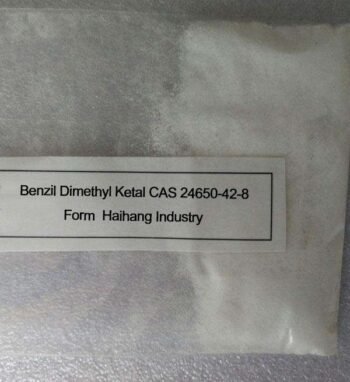 Benzil Dimethyl Ketal CAS 24650-42-8
Form Haihang Industry